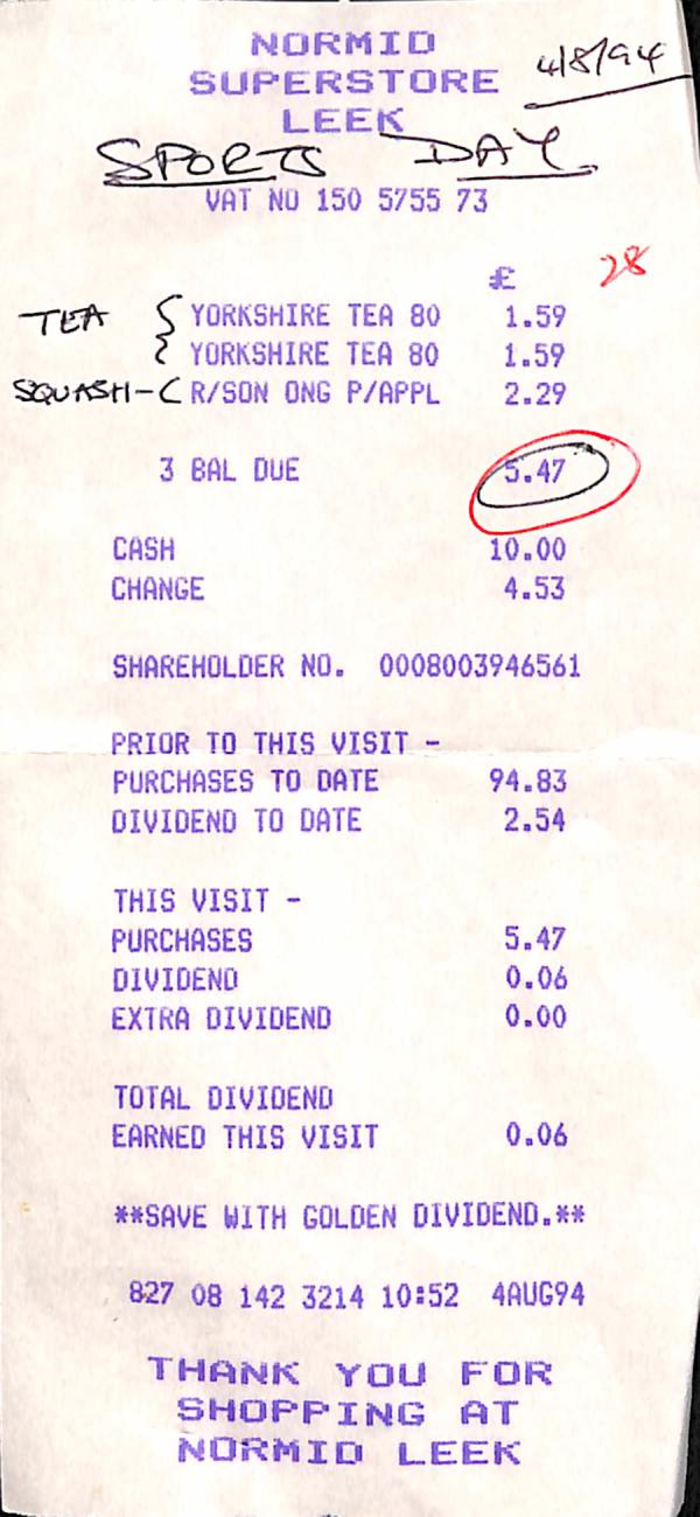 NORMID
4/8/94
SUPERSTORE
LEEK
SPORTS DAY
VAT NO 150 5755 73
£ 28
TEA { YORKSHIRE TEA 80 1.59
YORKSHIRE TEA 80 1.59
SQUASH-( R/SON ONG P/APPL 2.29
3 BAL DUE 5.47
CASH 10.00
CHANGE 4.53
SHAREHOLDER NO. 0008003946561
PRIOR TO THIS VISIT -
PURCHASES TO DATE 94.83
DIVIDEND TO DATE 2.54
THIS VISIT -
PURCHASES 5.47
DIVIDEND 0.06
EXTRA DIVIDEND 0.00
TOTAL DIVIDEND
EARNED THIS VISIT 0.06
**SAVE WITH GOLDEN DIVIDEND.**
827 08 142 3214 10:52 4AUG94
THANK YOU FOR
SHOPPING AT
NORMID LEEK